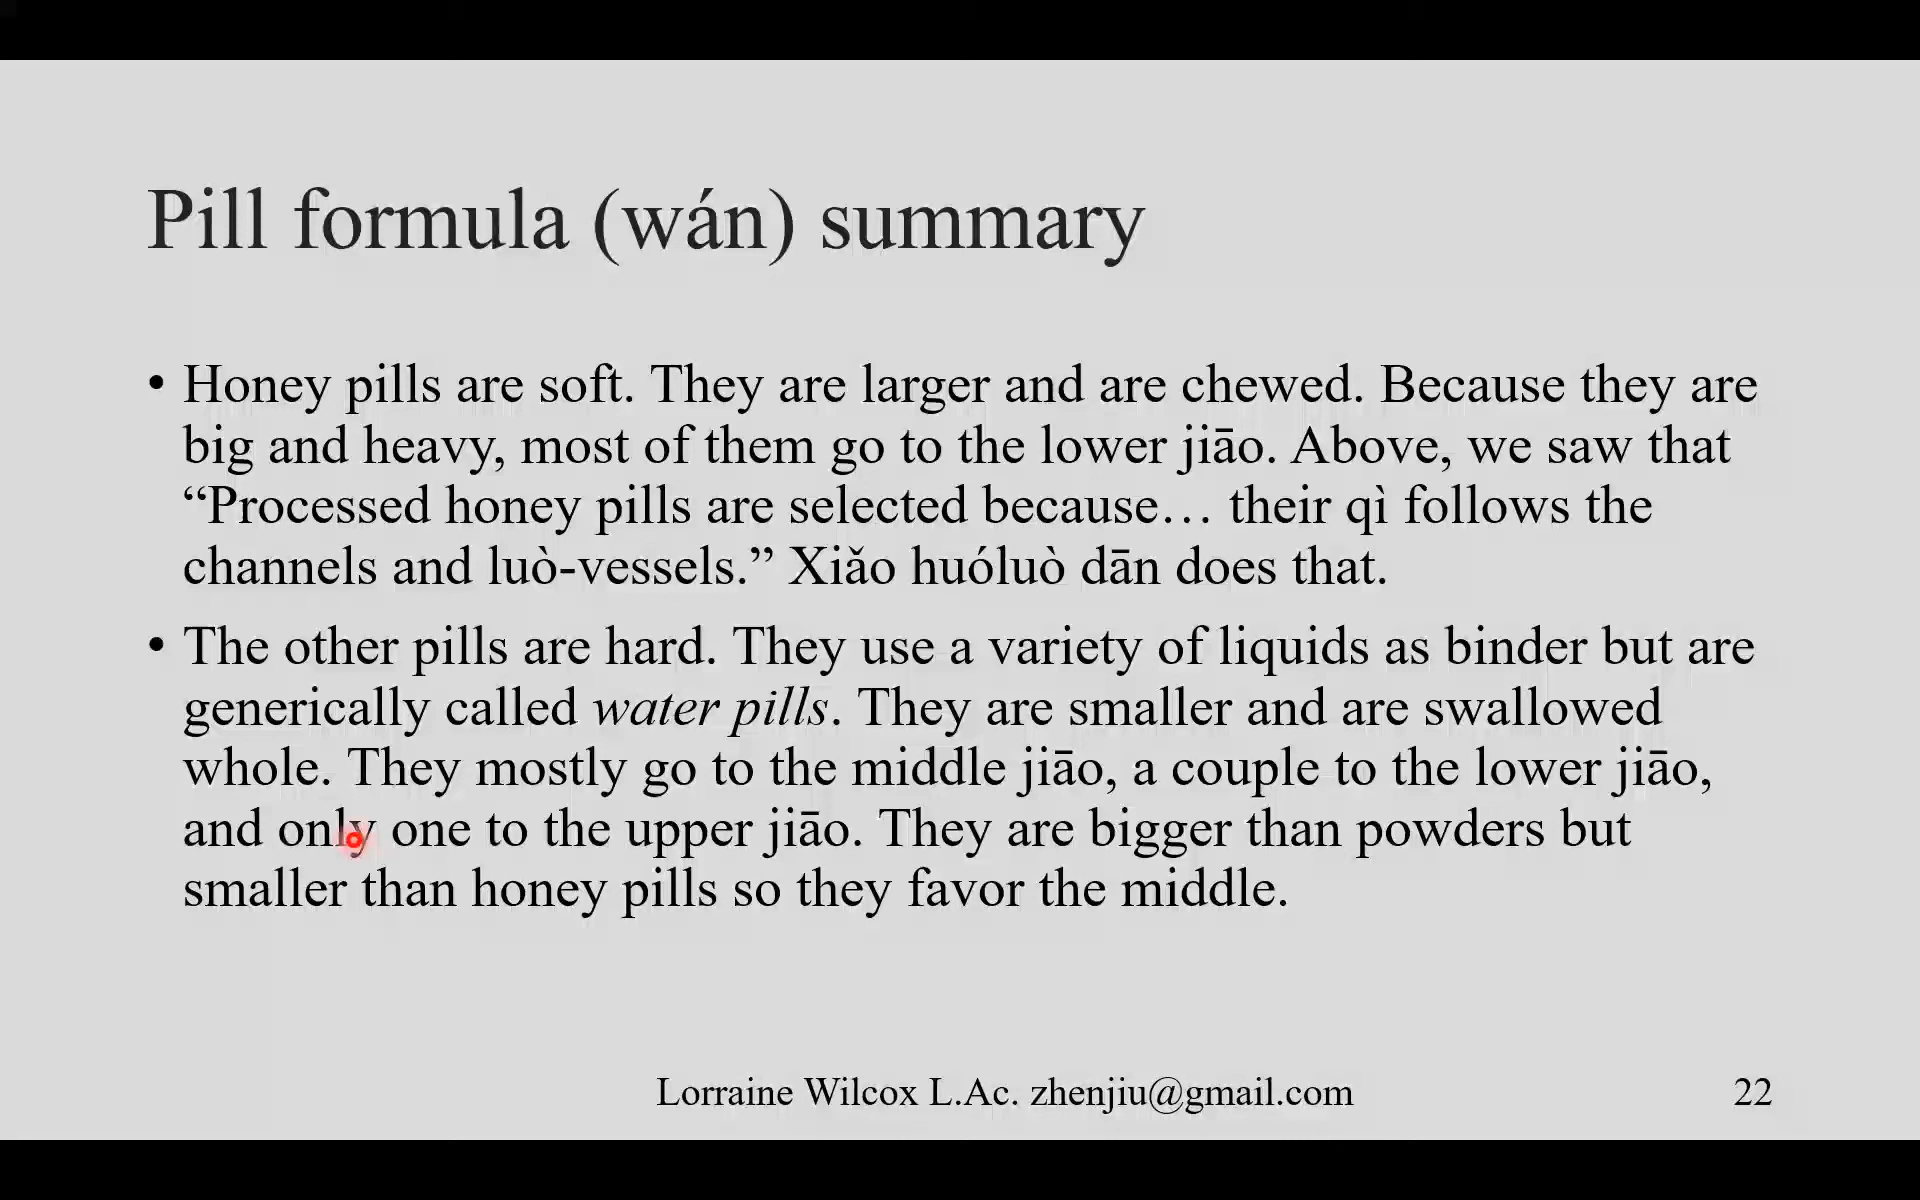 Pill formula (wán) summary
• Honey pills are soft. They are larger and are chewed. Because they are
big and heavy, most of them go to the lower jiāo. Above, we saw that
“Processed honey pills are selected because… their qì follows the
channels and luò-vessels.” Xiǎo huóluò dān does that.
• The other pills are hard. They use a variety of liquids as binder but are
generically called water pills. They are smaller and are swallowed
whole. They mostly go to the middle jiāo, a couple to the lower jiāo,
and only one to the upper jiāo. They are bigger than powders but
smaller than honey pills so they favor the middle.
Lorraine Wilcox L.Ac. zhenjiu@gmail.com
22